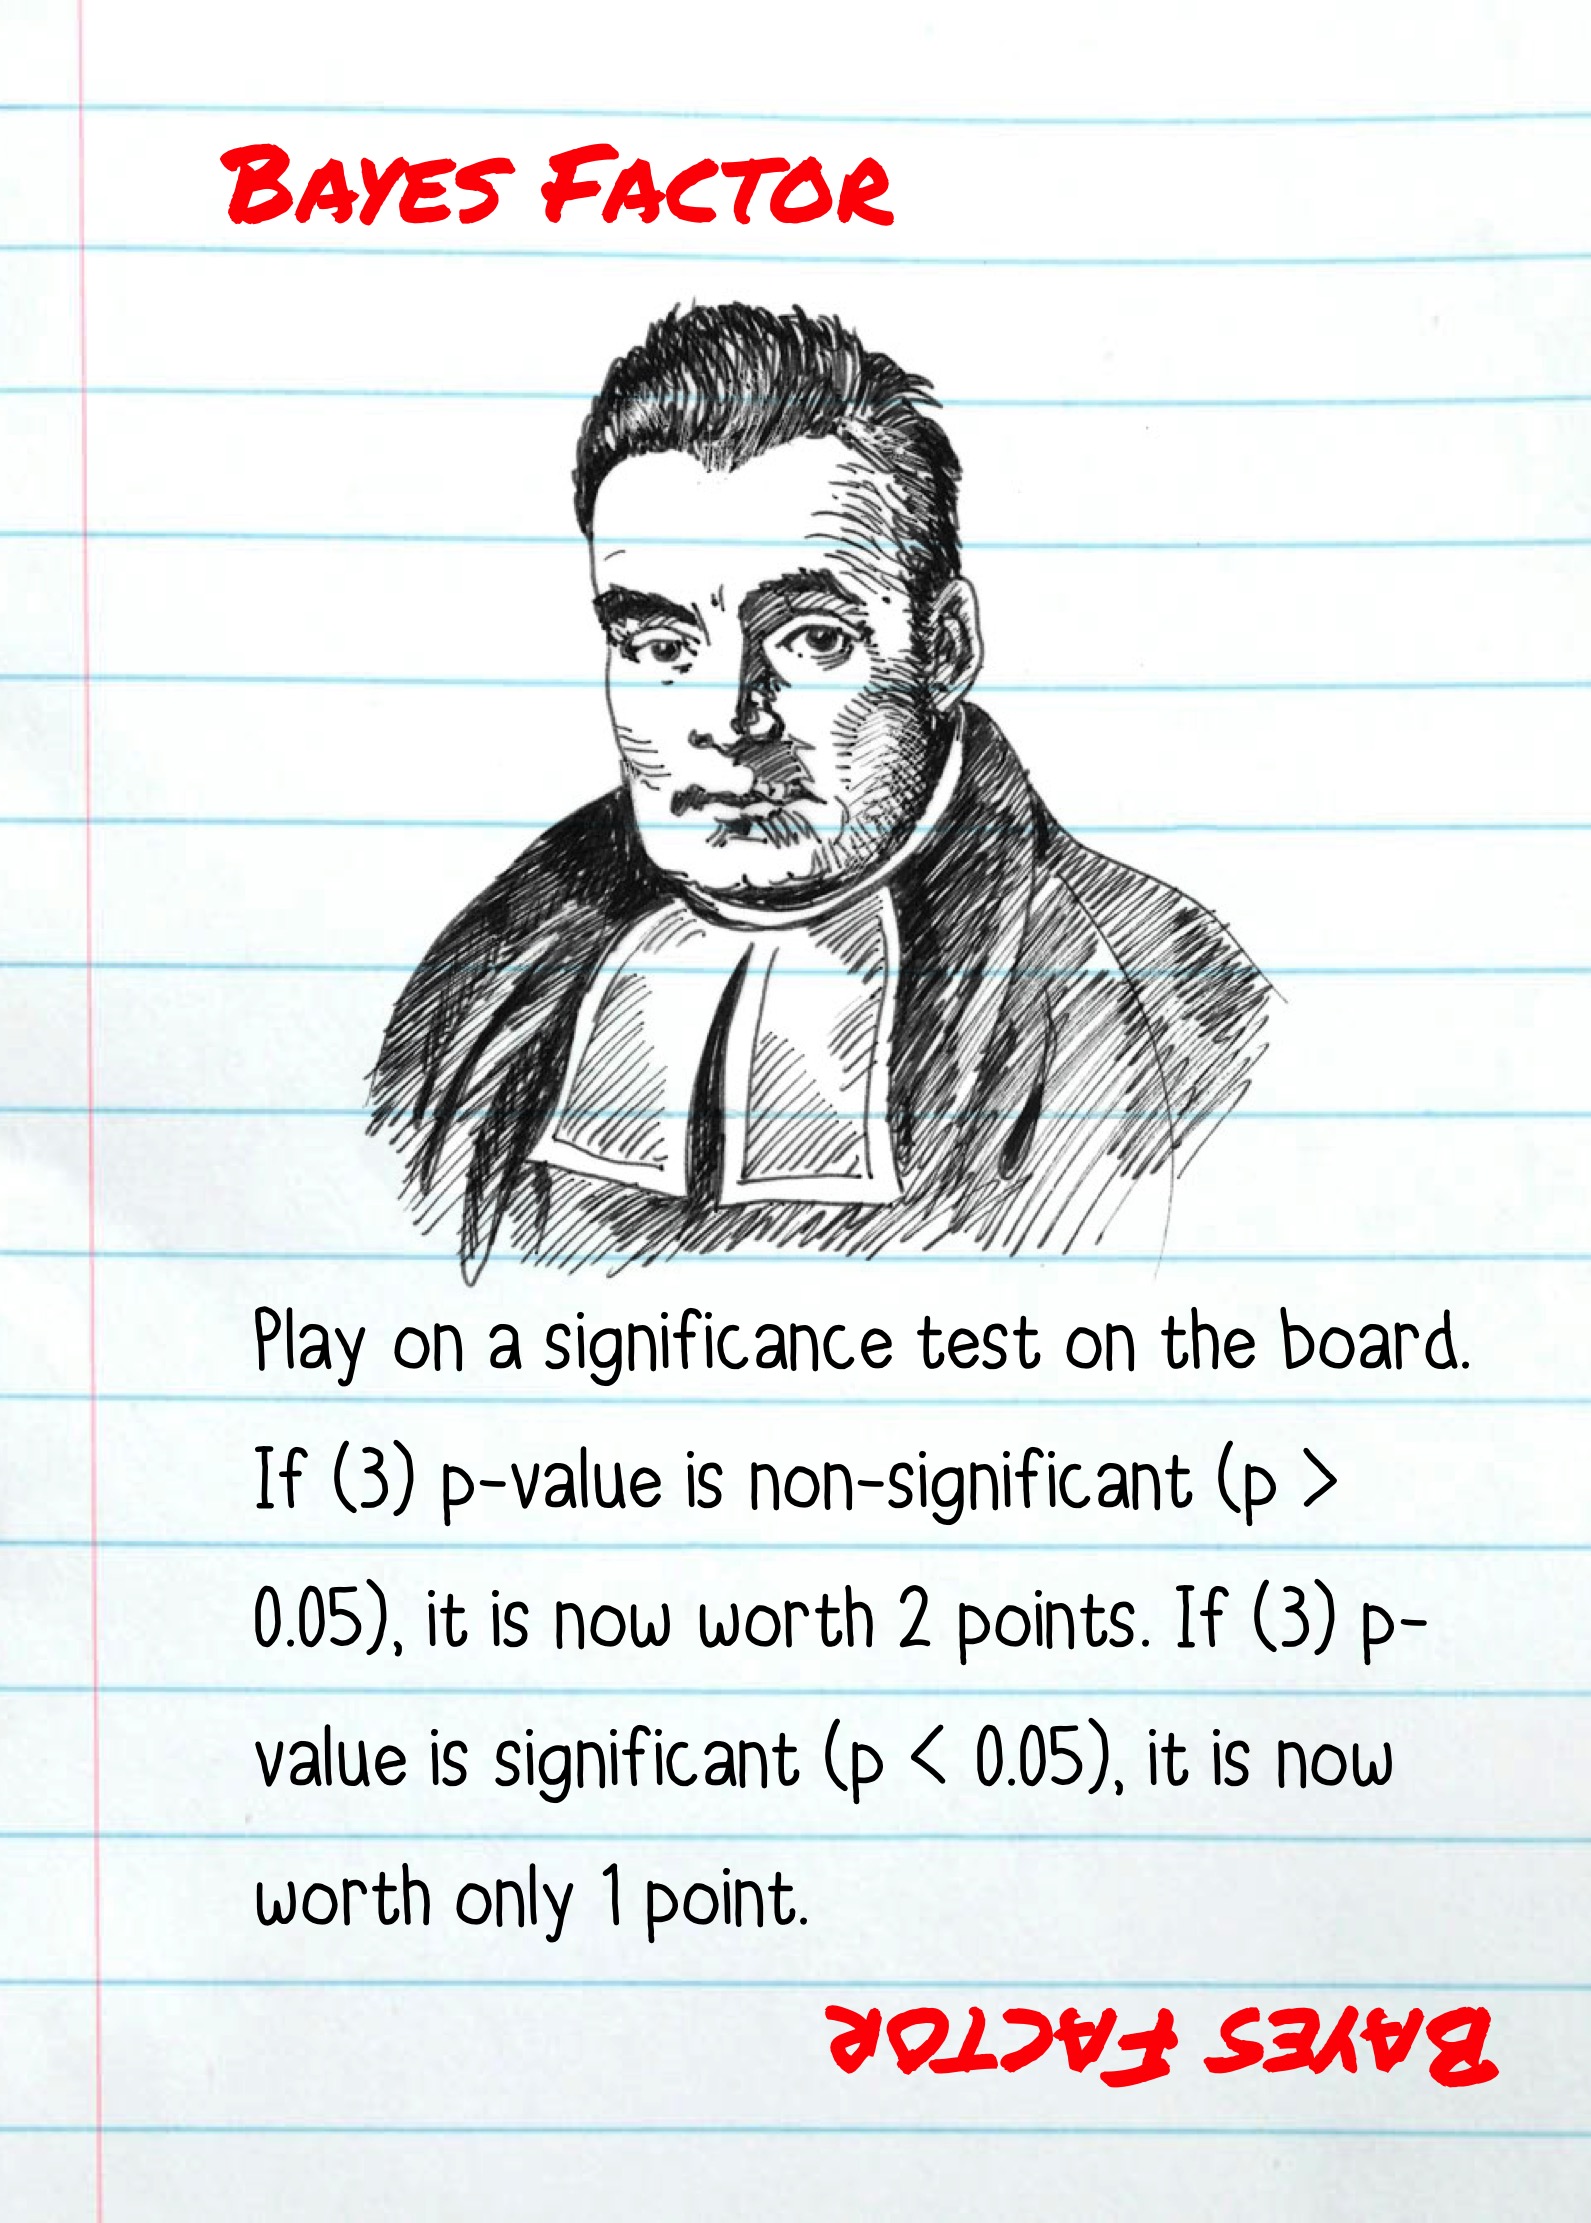 BAYES FACTOR
Play on a significance test on the board.
If (3) p-value is non-significant (p >
0.05), it is now worth 2 points. If (3) p-
value is significant (p < 0.05), it is now
worth only 1 point.
BAYES FACTOR